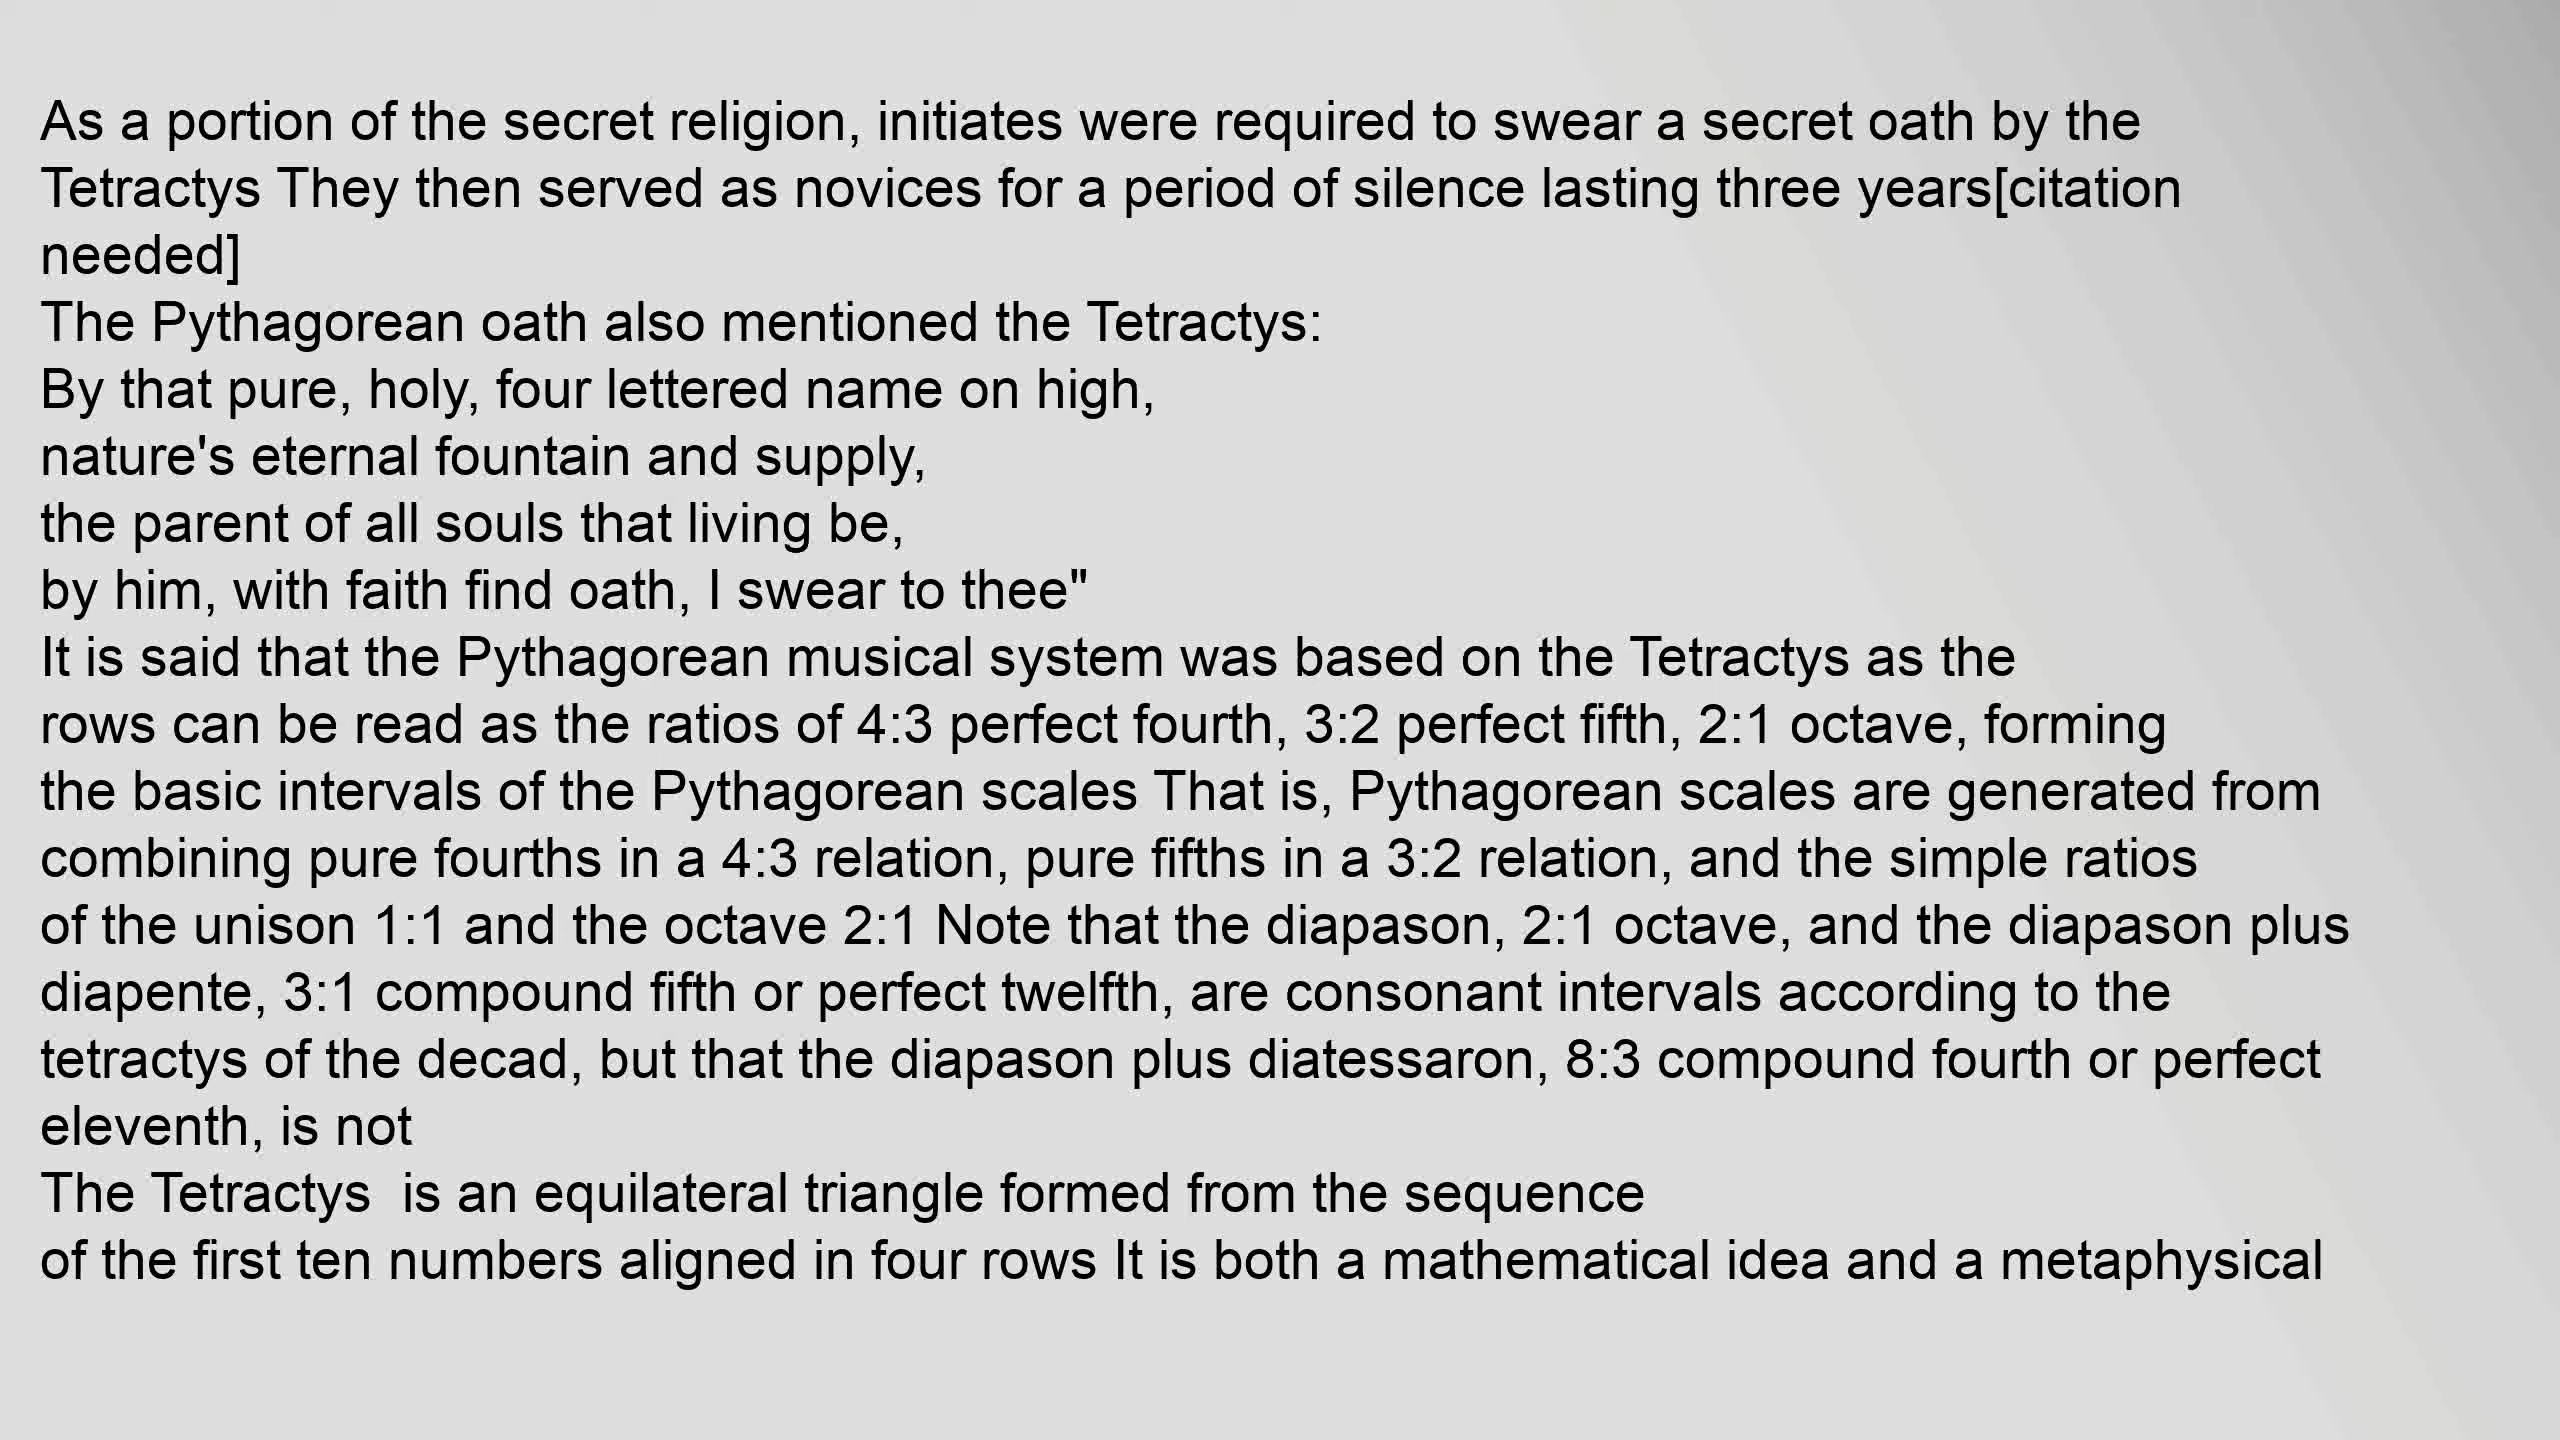 As a portion of the secret religion, initiates were required to swear a secret oath by the
Tetractys They then served as novices for a period of silence lasting three years[citation
needed]
The Pythagorean oath also mentioned the Tetractys:
By that pure, holy, four lettered name on high,
nature's eternal fountain and supply,
the parent of all souls that living be,
by him, with faith find oath, I swear to thee"
It is said that the Pythagorean musical system was based on the Tetractys as the
rows can be read as the ratios of 4:3 perfect fourth, 3:2 perfect fifth, 2:1 octave, forming
the basic intervals of the Pythagorean scales That is, Pythagorean scales are generated from
combining pure fourths in a 4:3 relation, pure fifths in a 3:2 relation, and the simple ratios
of the unison 1:1 and the octave 2:1 Note that the diapason, 2:1 octave, and the diapason plus
diapente, 3:1 compound fifth or perfect twelfth, are consonant intervals according to the
tetractys of the decad, but that the diapason plus diatessaron, 8:3 compound fourth or perfect
eleventh, is not
The Tetractys  is an equilateral triangle formed from the sequence
of the first ten numbers aligned in four rows It is both a mathematical idea and a metaphysical